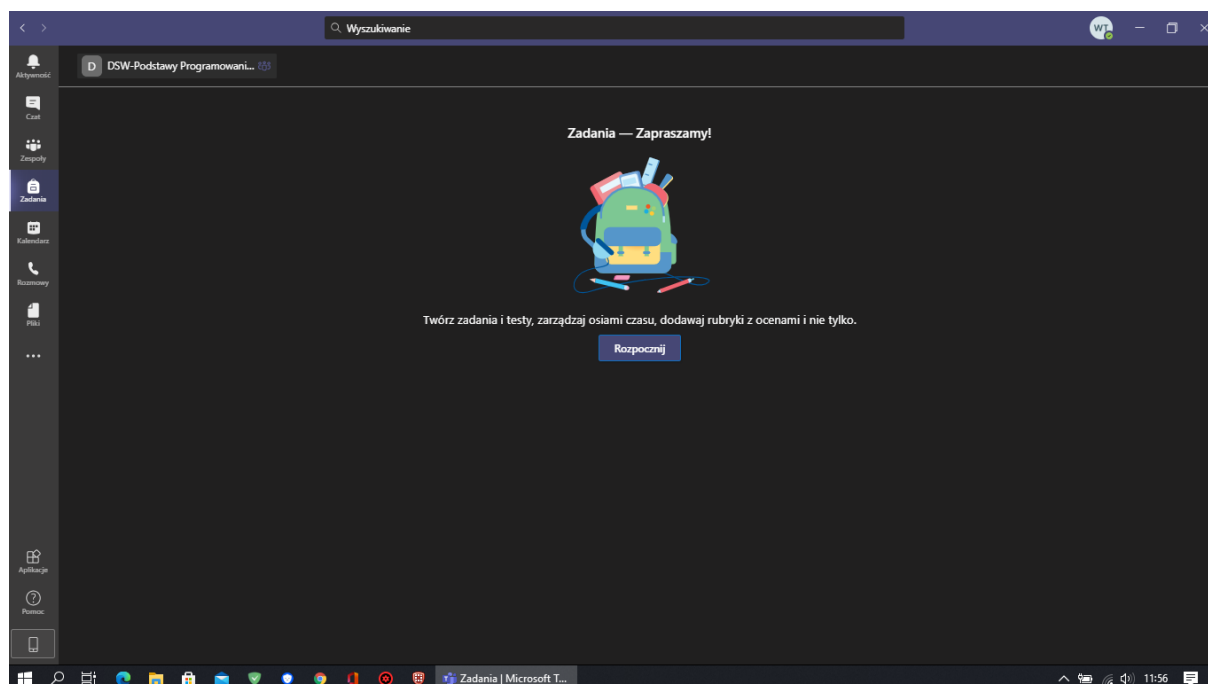 Wyszukiwanie
WT
Aktywność
D DSW-Podstawy Programowani...
Czat
Zespoły
Zadania
Kalendarz
Rozmowy
Pliki
Zadania — Zapraszamy!
Twórz zadania i testy, zarządzaj osiami czasu, dodawaj rubryki z ocenami i nie tylko.
Rozpocznij
Aplikacje
Pomoc
Zadania | Microsoft T...
11:56